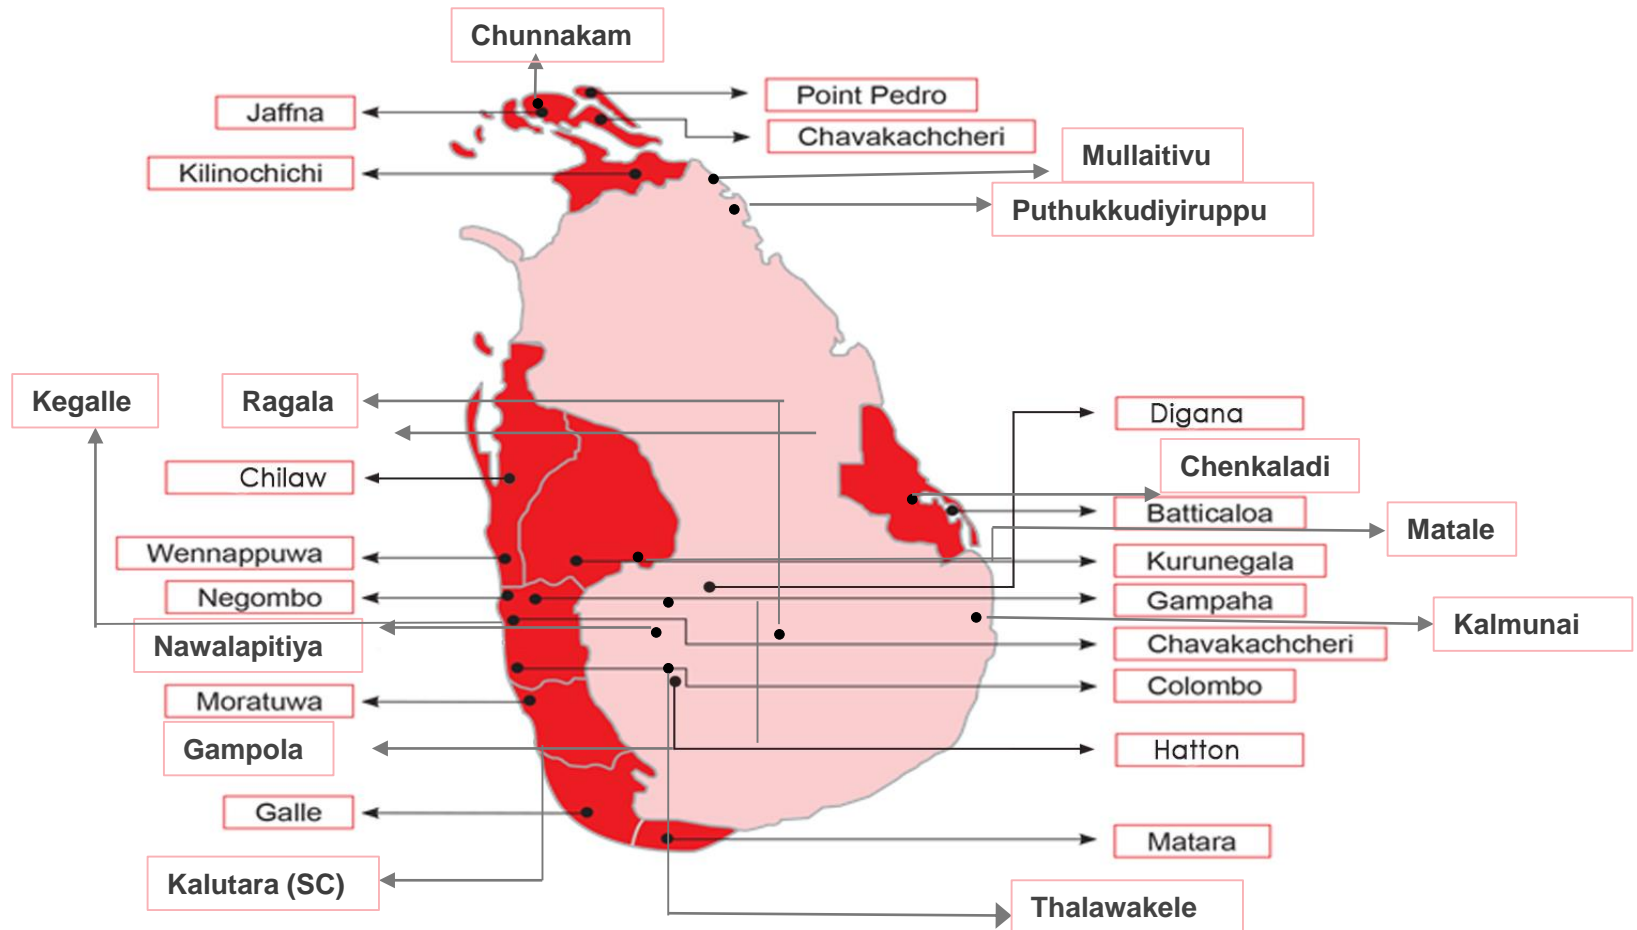 Chunnakam
Jaffna
Point Pedro
Chavakachcheri
Mullaitivu
Kilinochichi
Puthukkudiyiruppu
Kegalle
Ragala
Digana
Chenkaladi
Chilaw
Batticaloa
Matale
Wennappuwa
Kurunegala
Negombo
Gampaha
Kalmunai
Nawalapitiya
Chavakachcheri
Moratuwa
Colombo
Gampola
Hatton
Galle
Matara
Kalutara (SC)
Thalawakele